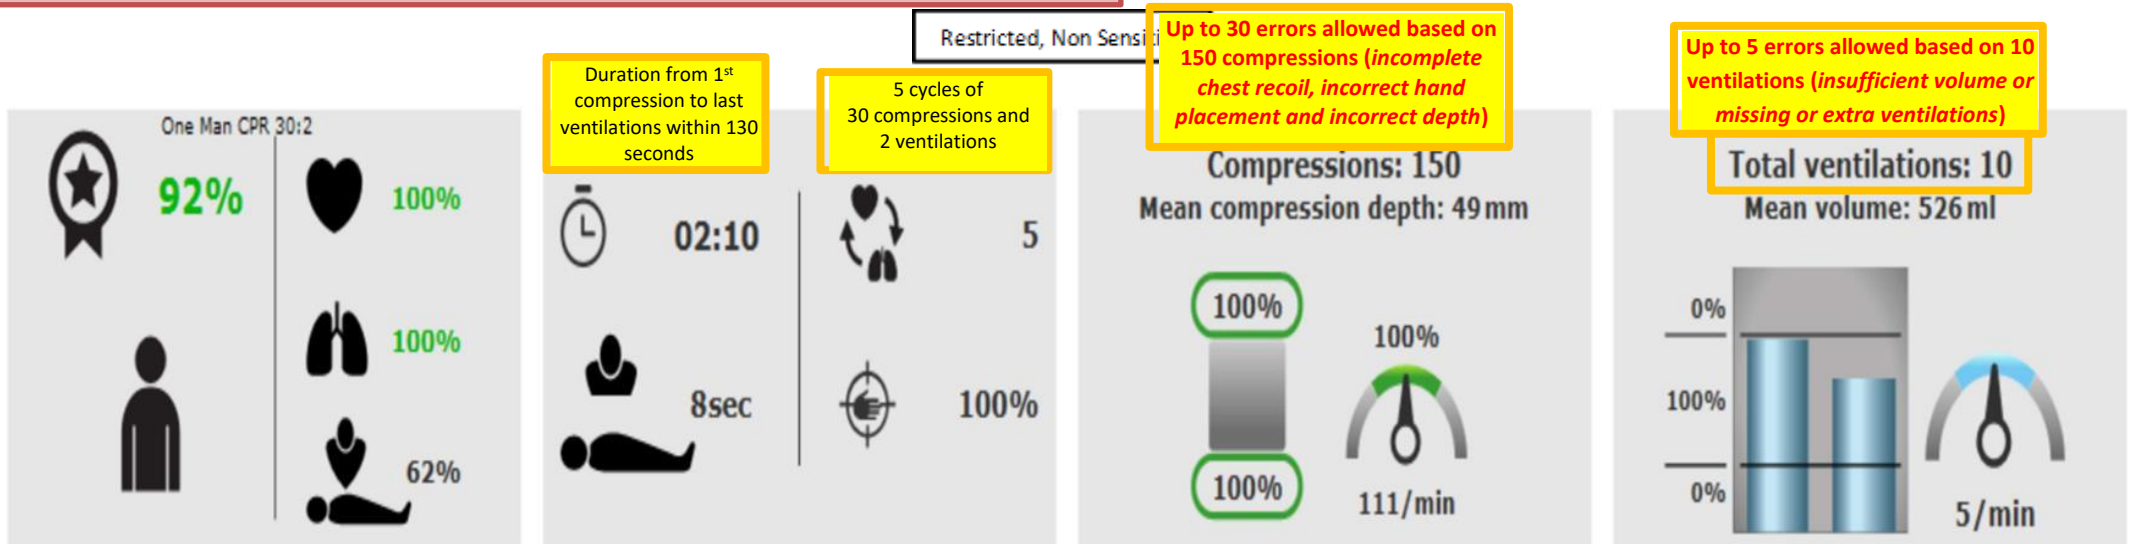 Restricted, Non Sensiti
Up to 30 errors allowed based on
150 compressions (incomplete
chest recoil, incorrect hand
placement and incorrect depth)
Up to 5 errors allowed based on 10
ventilations (insufficient volume or
missing or extra ventilations)
Duration from 1st
compression to last
ventilations within 130
seconds
5 cycles of
30 compressions and
2 ventilations
One Man CPR 30:2
92%
100%
100%
62%
02:10
5
8sec
100%
Compressions: 150
Mean compression depth: 49 mm
100%
100%
100%
111/min
Total ventilations: 10
Mean volume: 526 ml
0%
100%
0%
5/min